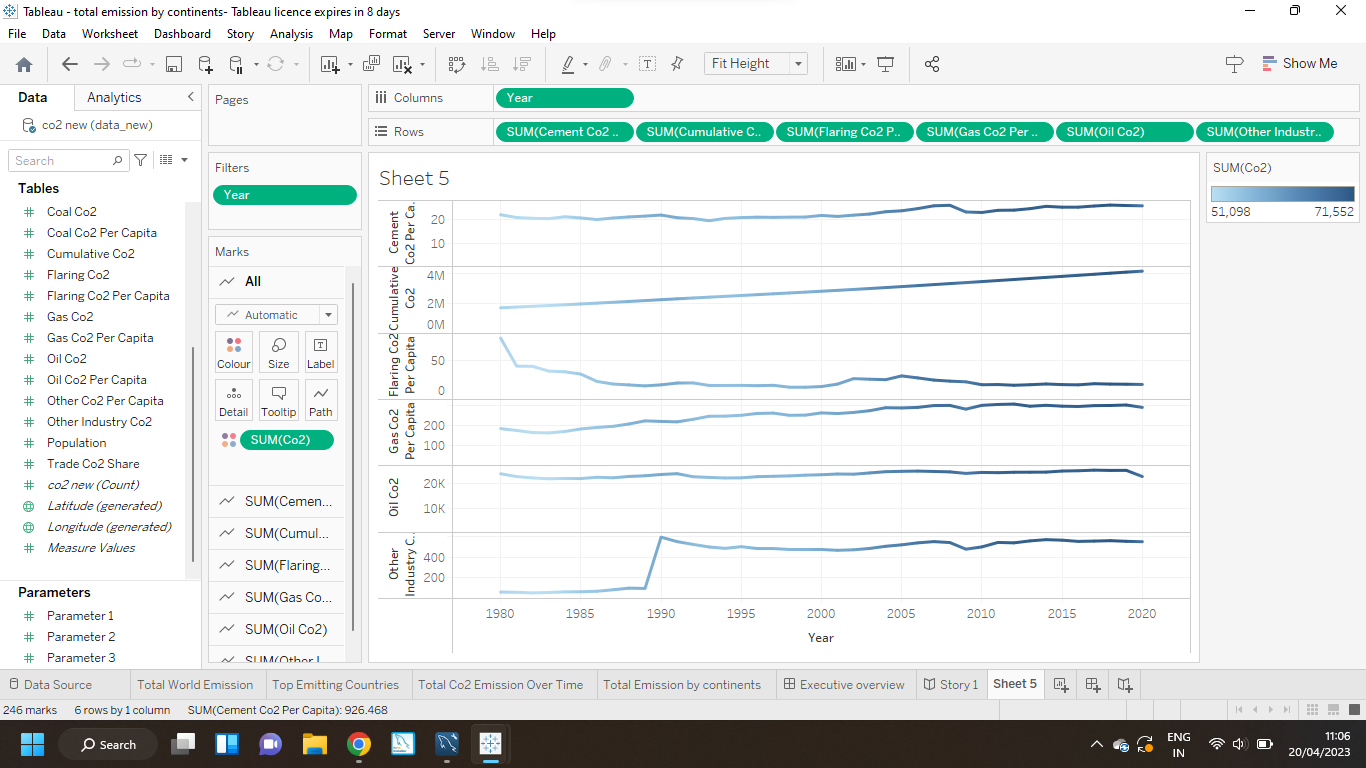 Tableau - total emission by continents- Tableau licence expires in 8 days
File Data Worksheet Dashboard Story Analysis Map Format Server Window Help
Fit Height
Show Me
Data Analytics
co2 new (data_new)
Search
Tables
Coal Co2
Coal Co2 Per Capita
Cumulative Co2
Flaring Co2
Flaring Co2 Per Capita
Gas Co2
Gas Co2 Per Capita
Oil Co2
Oil Co2 Per Capita
Other Co2 Per Capita
Other Industry Co2
Population
Trade Co2 Share
co2 new (Count)
Latitude (generated)
Longitude (generated)
Measure Values
Parameters
Parameter 1
Parameter 2
Parameter 3
Pages
Filters
Year
Marks
All
Automatic
Colour Size Label
Detail Tooltip Path
SUM(Co2)
SUM(Cemen...
SUM(Cumul...
SUM(Flaring...
SUM(Gas Co...
SUM(Oil Co2)
SUM(Other I...
Columns Year
Rows SUM(Cement Co2 .. SUM(Cumulative C.. SUM(Flaring Co2 P.. SUM(Gas Co2 Per .. SUM(Oil Co2) SUM(Other Industr..
Sheet 5
Cement
Co2 Per Ca..
20
10
Cumulative
Co2
4M
2M
0M
Flaring Co2
Per Capita
50
0
Gas Co2
Per Capita
200
100
Oil Co2
20K
10K
Other
Industry C..
400
200
1980 1985 1990 1995 2000 2005 2010 2015 2020
Year
SUM(Co2)
51,098 71,552
Data Source Total World Emission Top Emitting Countries Total Co2 Emission Over Time Total Emission by continents Executive overview Story 1 Sheet 5
246 marks 6 rows by 1 column SUM(Cement Co2 Per Capita): 926.468
Search
ENG
IN
11:06
20/04/2023